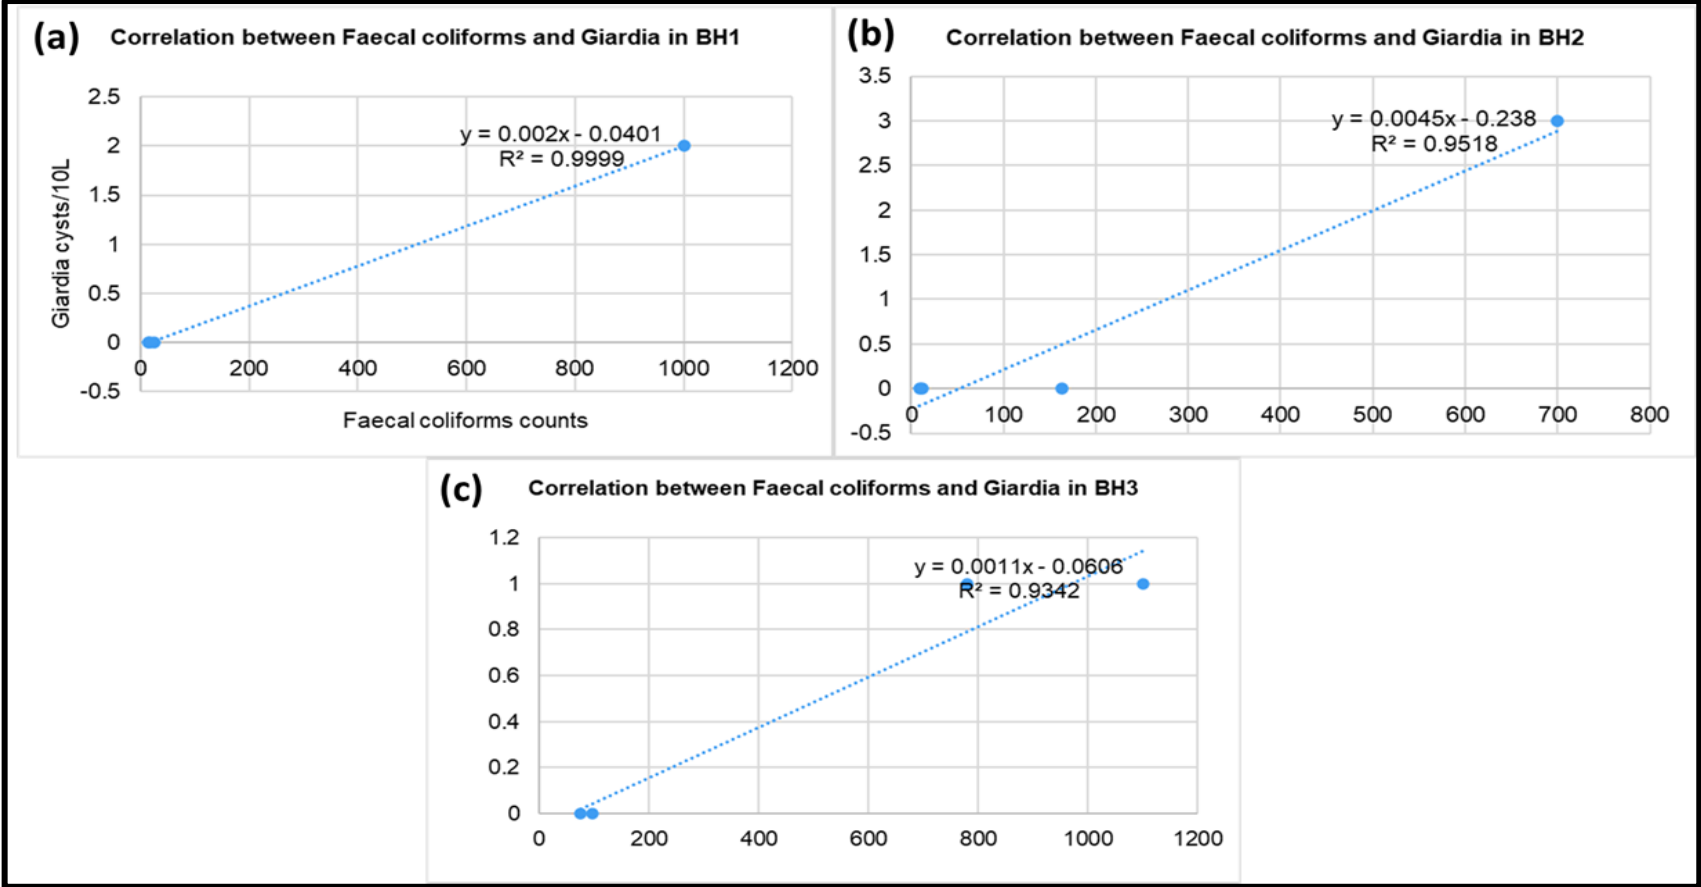 (a) Correlation between Faecal coliforms and Giardia in BH1
2.5
y = 0.002x - 0.0401
2
R² = 0.9999
1.5
1
0.5
0
-0.5
0 200 400 600 800 1000 1200
Giardia cysts/10L
Faecal coliforms counts
(b) Correlation between Faecal coliforms and Giardia in BH2
3.5
y = 0.0045x - 0.238
3
R² = 0.9518
2.5
2
1.5
1
0.5
0
-0.5
0 100 200 300 400 500 600 700 800
(c) Correlation between Faecal coliforms and Giardia in BH3
1.2
y = 0.0011x - 0.0606
1
R² = 0.9342
0.8
0.6
0.4
0.2
0
0 200 400 600 800 1000 1200